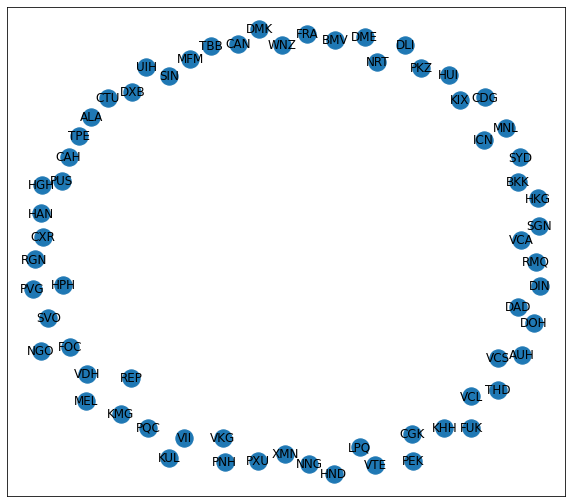 DMK
FRA
WNZ
BMV
DME
TBB
CAN
DLI
MFM
NRT
UIH
SIN
PKZ
HUI
CTU
DXB
KIX
CDG
ALA
TPE
MNL
ICN
CAH
SYD
HGH
PUS
BKK
HKG
HAN
SGN
CXR
VCA
RGN
RMQ
PVG
HPH
DIN
SVO
DAD
DOH
NGO
FOC
VCS
AUH
VDH
REP
THD
MEL
VCL
KMG
PQC
KHH
FUK
VII
VKG
CGK
LPQ
KUL
PNH
PXU
XMN
NNG
HND
VTE
PEK